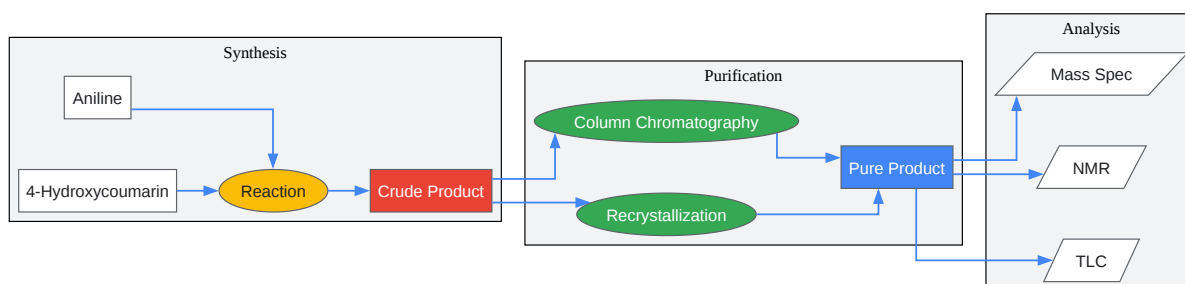 Synthesis
Aniline
4-Hydroxycoumarin
Reaction
Crude Product
Purification
Column Chromatography
Recrystallization
Pure Product
Analysis
Mass Spec
NMR
TLC